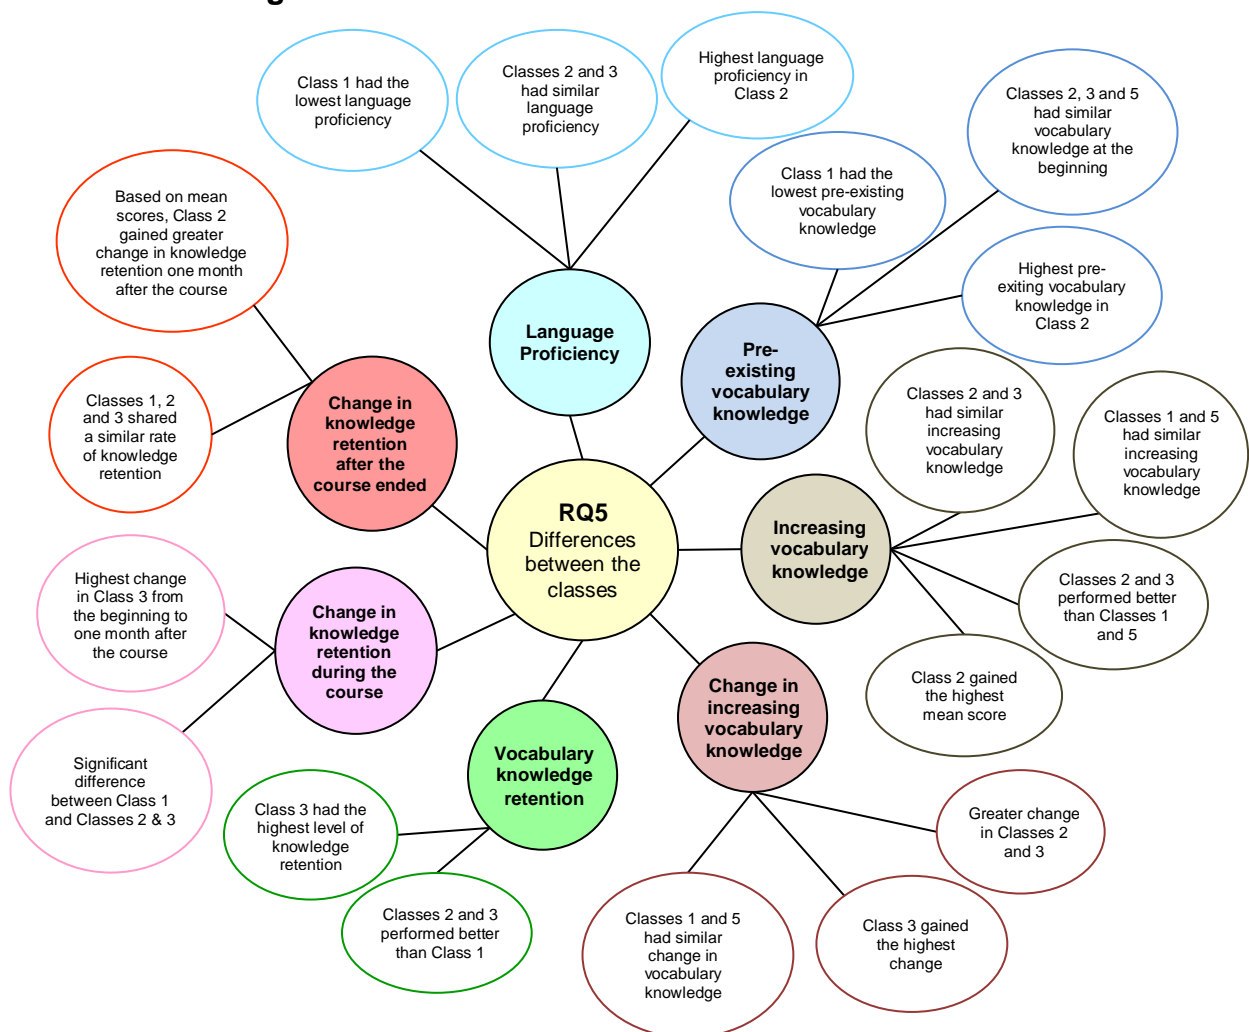 Class 1 had the
lowest language
proficiency
Classes 2 and 3
had similar
language
proficiency
Highest language
proficiency in
Class 2
Classes 2, 3 and 5
had similar
vocabulary
knowledge at the
beginning
Class 1 had the
lowest pre-existing
vocabulary
knowledge
Highest pre-
exiting vocabulary
knowledge in
Class 2
Based on mean
scores, Class 2
gained greater
change in knowledge
retention one month
after the course
Classes 1, 2
and 3 shared
a similar rate
of knowledge
retention
Language
Proficiency
Pre-
existing
vocabulary
knowledge
Change in
knowledge
retention
after the
course ended
Classes 2 and 3
had similar
increasing
vocabulary
knowledge
Classes 1 and 5
had similar
increasing
vocabulary
knowledge
RQ5
Differences
between the
classes
Increasing
vocabulary
knowledge
Classes 2 and 3
performed better
than Classes 1
and 5
Class 2 gained
the highest
mean score
Highest change
in Class 3 from
the beginning to
one month after
the course
Change in
knowledge
retention
during the
course
Significant
difference
between Class 1
and Classes 2 & 3
Change in
increasing
vocabulary
knowledge
Vocabulary
knowledge
retention
Class 3 had the
highest level of
knowledge
retention
Classes 2 and 3
performed better
than Class 1
Greater change
in Classes 2
and 3
Classes 1 and 5
had similar
change in
vocabulary
knowledge
Class 3 gained
the highest
change